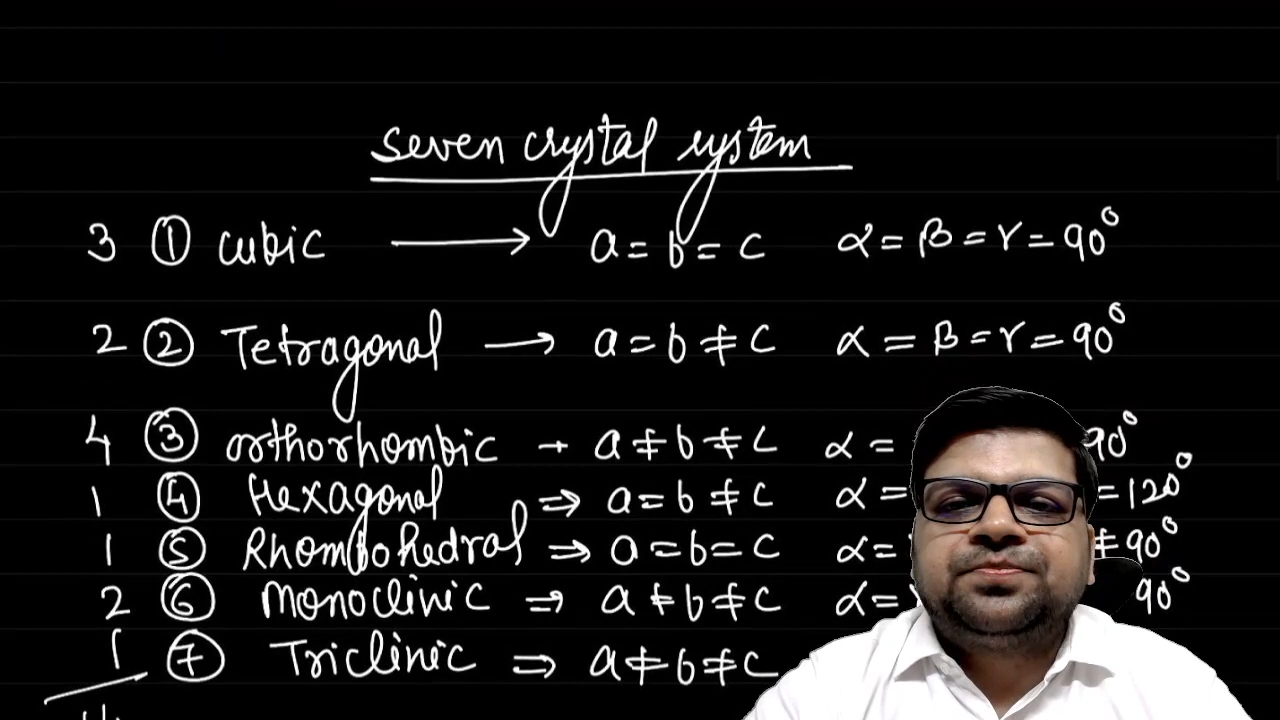 seven crystal system
3 ① cubic → a = b = c α = β = γ = 90°
2 ② Tetragonal → a = b ≠ c α = β = γ = 90°
4 ③ orthorhombic → a ≠ b ≠ c α = 90°
1 ④ Hexagonal ⇒ a = b ≠ c α = = 120°
1 ⑤ Rhombohedral ⇒ a = b = c α = ≠ 90°
2 ⑥ monoclinic ⇒ a ≠ b ≠ c α = 90°
1 ⑦ Triclinic ⇒ a ≠ b ≠ c